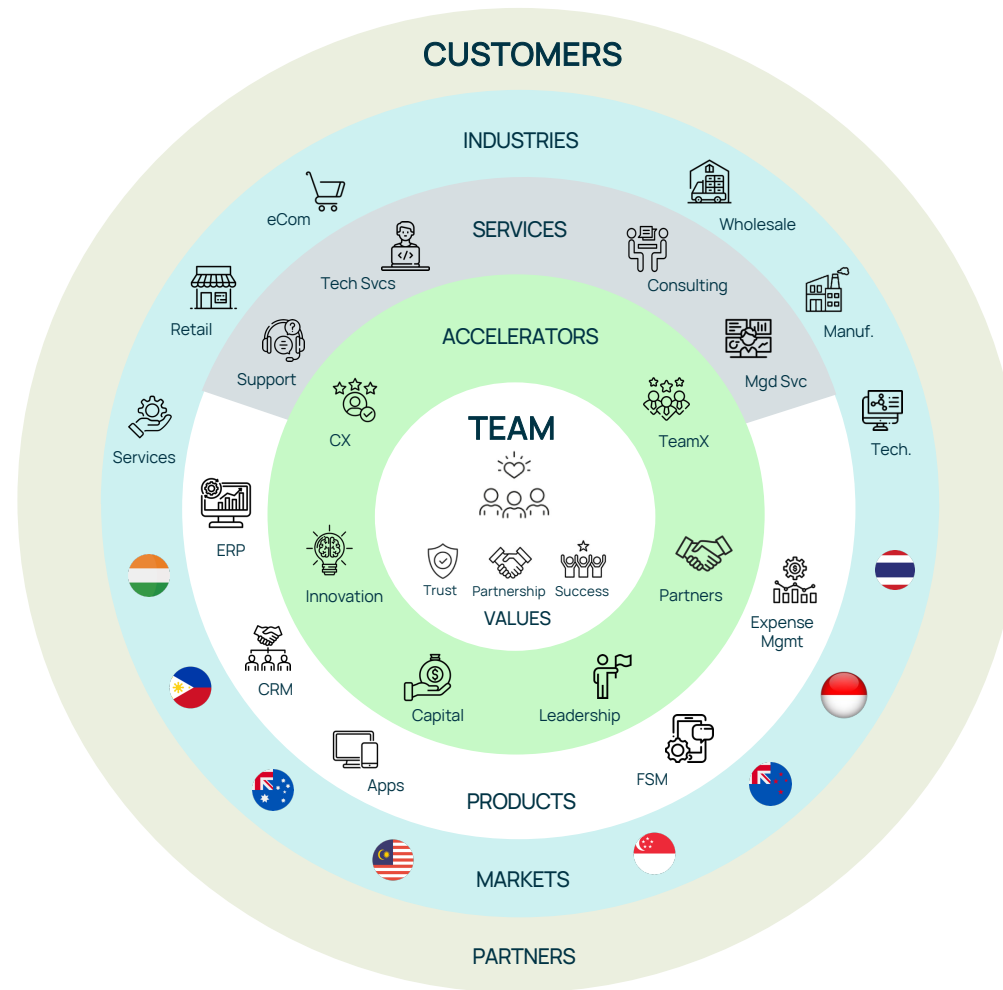 CUSTOMERS
INDUSTRIES
eCom
Wholesale
SERVICES
Tech Svcs
Consulting
Retail
Manuf.
ACCELERATORS
Support
Mgd Svc
CX
TEAM
TeamX
Services
Tech.
ERP
Innovation
Trust
Partnership
Success
Partners
VALUES
Expense
Mgmt
CRM
Capital
Leadership
Apps
FSM
PRODUCTS
MARKETS
PARTNERS